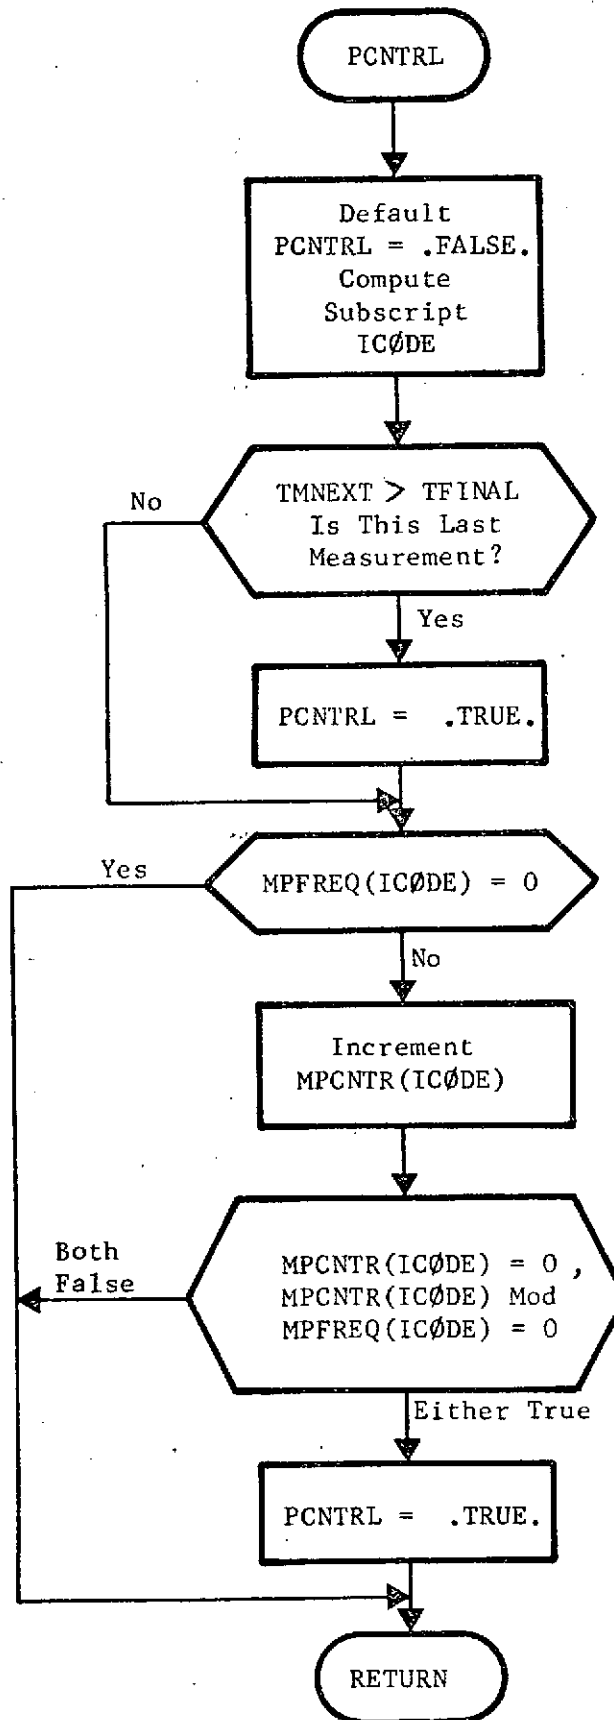 PCNTRL
Default
PCNTRL = .FALSE.
Compute
Subscript
ICØDE
TMNEXT > TFINAL
Is This Last
Measurement?
No
Yes
PCNTRL = .TRUE.
MPFREQ(ICØDE) = 0
Yes
No
Increment
MPCNTR(ICØDE)
MPCNTR(ICØDE) = 0 ,
MPCNTR(ICØDE) Mod
MPFREQ(ICØDE) = 0
Both
False
Either True
PCNTRL = .TRUE.
RETURN